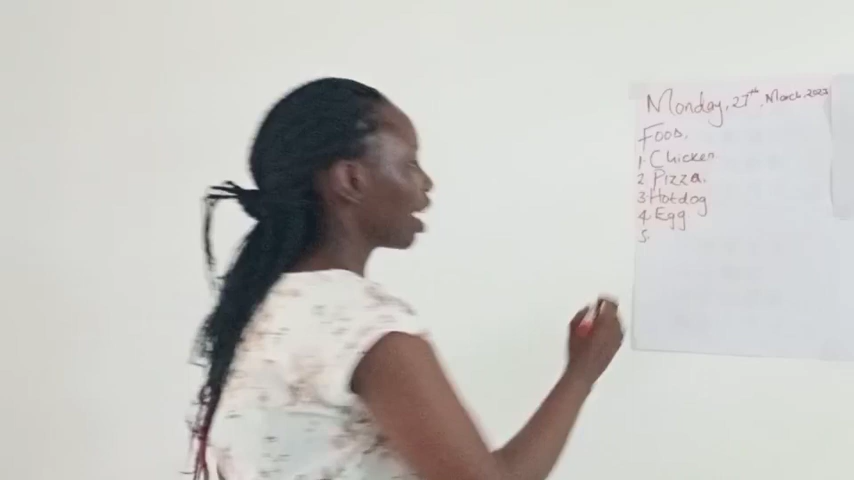 Monday, 27th, March, 2023
Food.
1 Chicken
2 Pizza.
3 Hotdog
4 Egg
5.